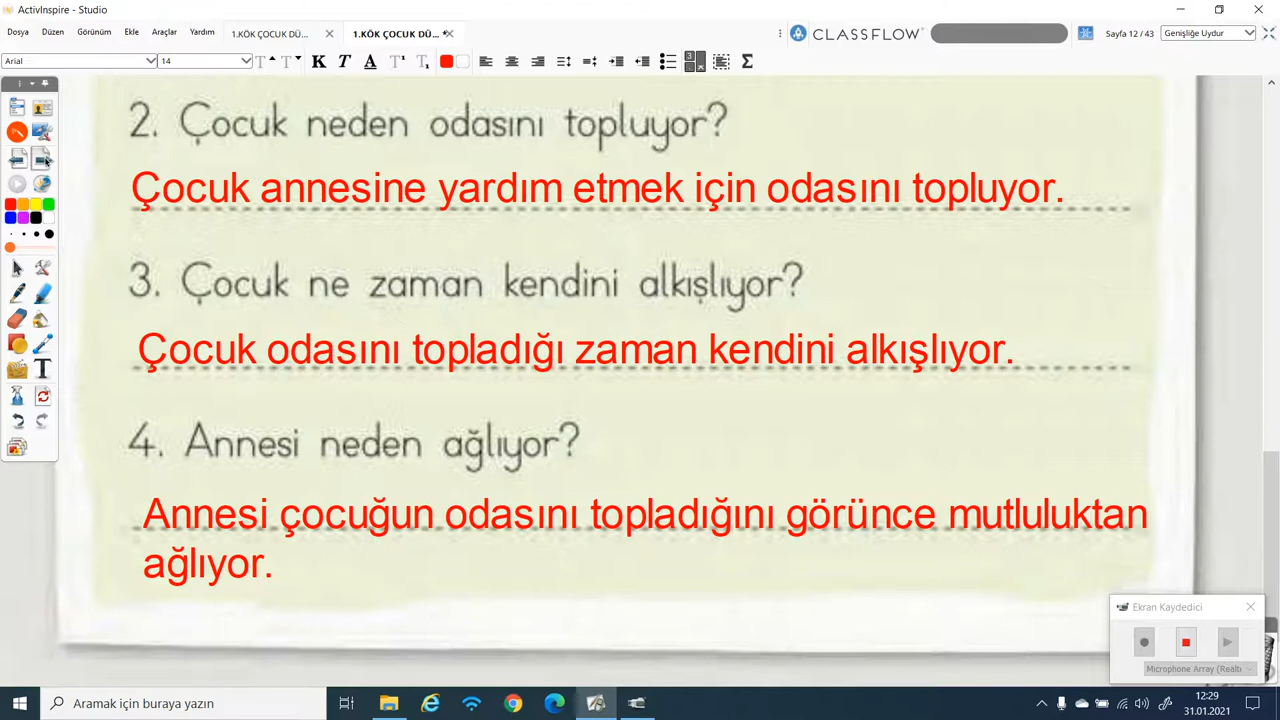 ActivInspire - Studio
Dosya Düzen Görünüm Ekle Araçlar Yardım
1.KÖK ÇOCUK DÜ...
1.KÖK ÇOCUK DÜ...
CLASSFLOW
Sayfa 12 / 43
Genişliğe Uydur
Arial
14
K T A T T
2. Çocuk neden odasını topluyor?
Çocuk annesine yardım etmek için odasını topluyor.
3. Çocuk ne zaman kendini alkışlıyor?
Çocuk odasını topladığı zaman kendini alkışlıyor.
4. Annesi neden ağlıyor?
Annesi çocuğun odasını topladığını görünce mutluluktan
ağlıyor.
Ekran Kaydedici
Microphone Array (Realt
Aramak için buraya yazın
12:29
31.01.2021